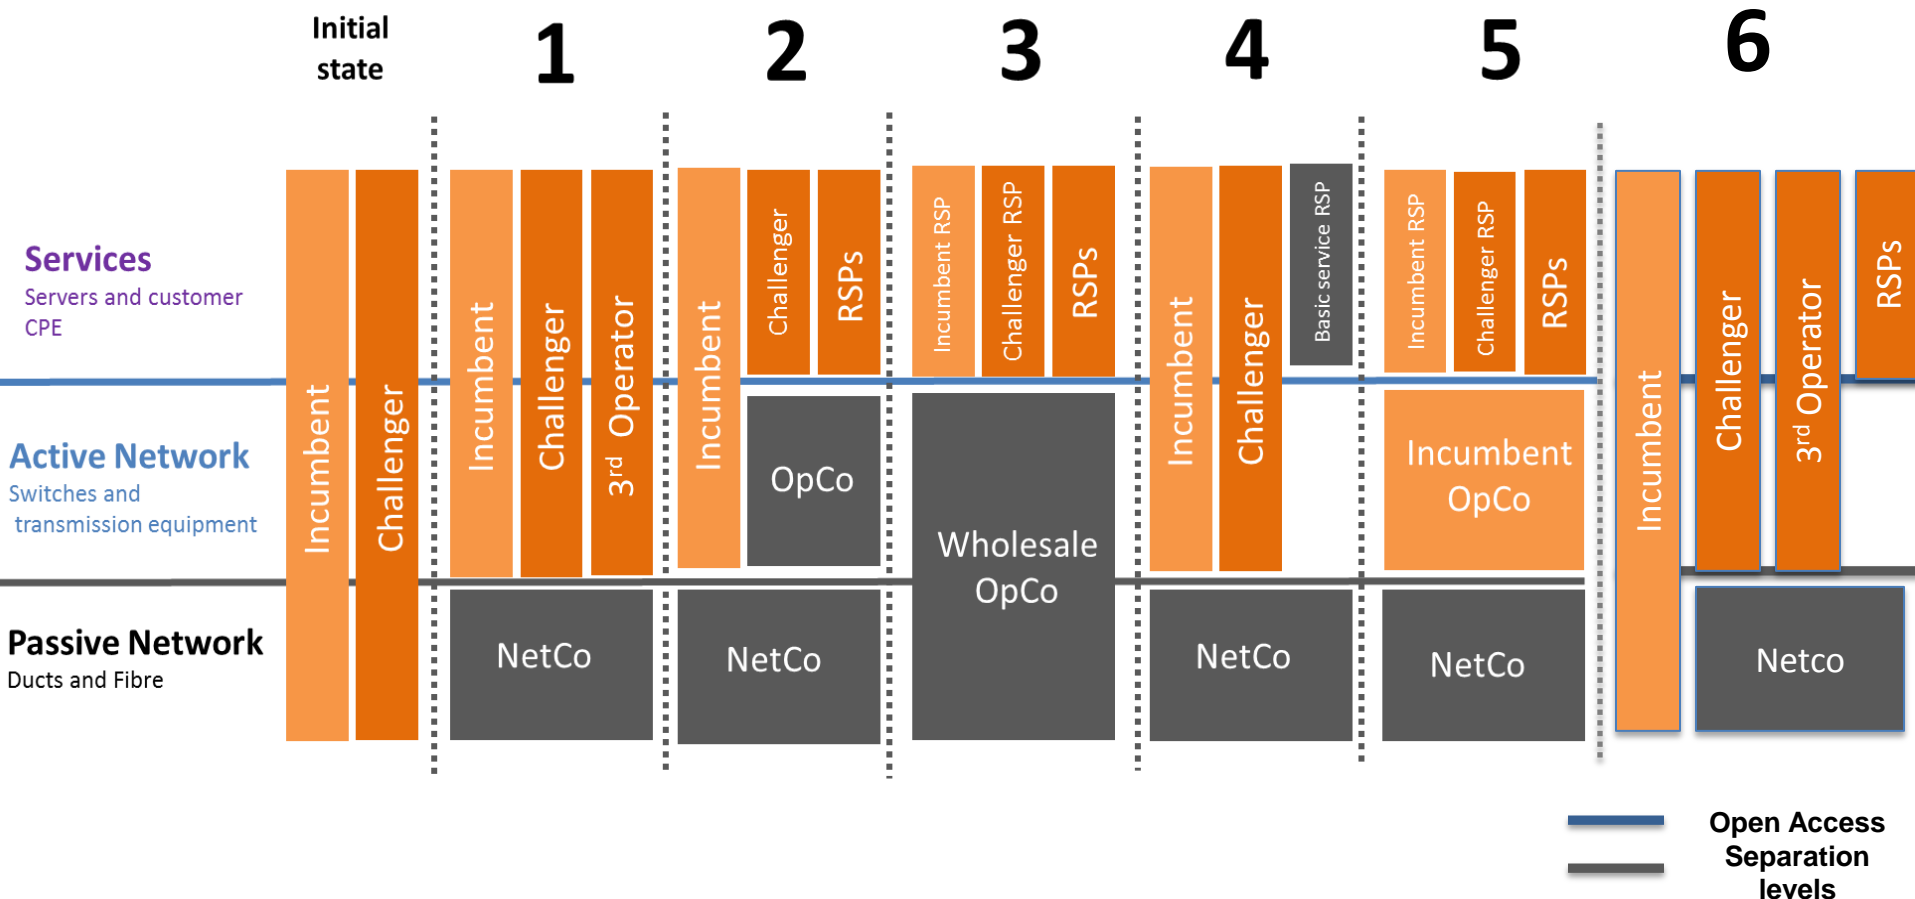 Initial
state
1
2
3
4
5
6
Services
Servers and customer
CPE
Active Network
Switches and
transmission equipment
Passive Network
Ducts and Fibre
Incumbent
Challenger
Incumbent
Challenger
3rd Operator
NetCo
Incumbent
Challenger
RSPs
OpCo
NetCo
Incumbent RSP
Challenger RSP
RSPs
Wholesale
OpCo
Incumbent
Challenger
Basic service RSP
NetCo
Incumbent RSP
Challenger RSP
RSPs
Incumbent
OpCo
NetCo
Incumbent
Challenger
3rd Operator
RSPs
Netco
Open Access
Separation
levels